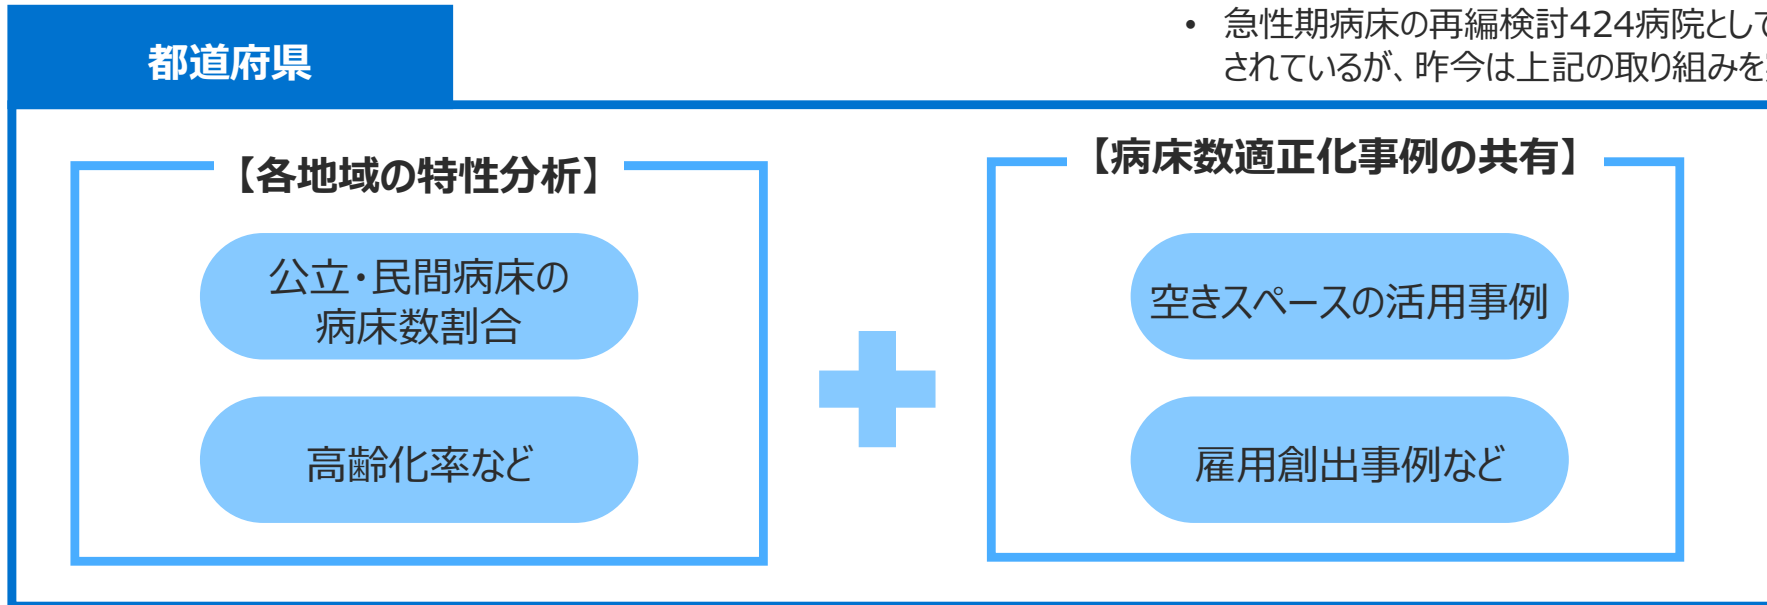 都道府県
• 急性期病床の再編検討424病院として
されているが、昨今は上記の取り組みを
【各地域の特性分析】
公立・民間病床の
病床数割合
高齢化率など
【病床数適正化事例の共有】
空きスペースの活用事例
雇用創出事例など